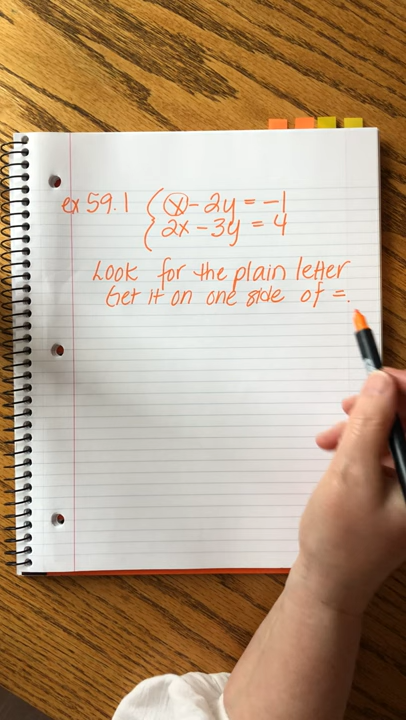 ex 59.1 { x - 2y = -1
2x - 3y = 4
Look for the plain letter
Get it on one side of =.